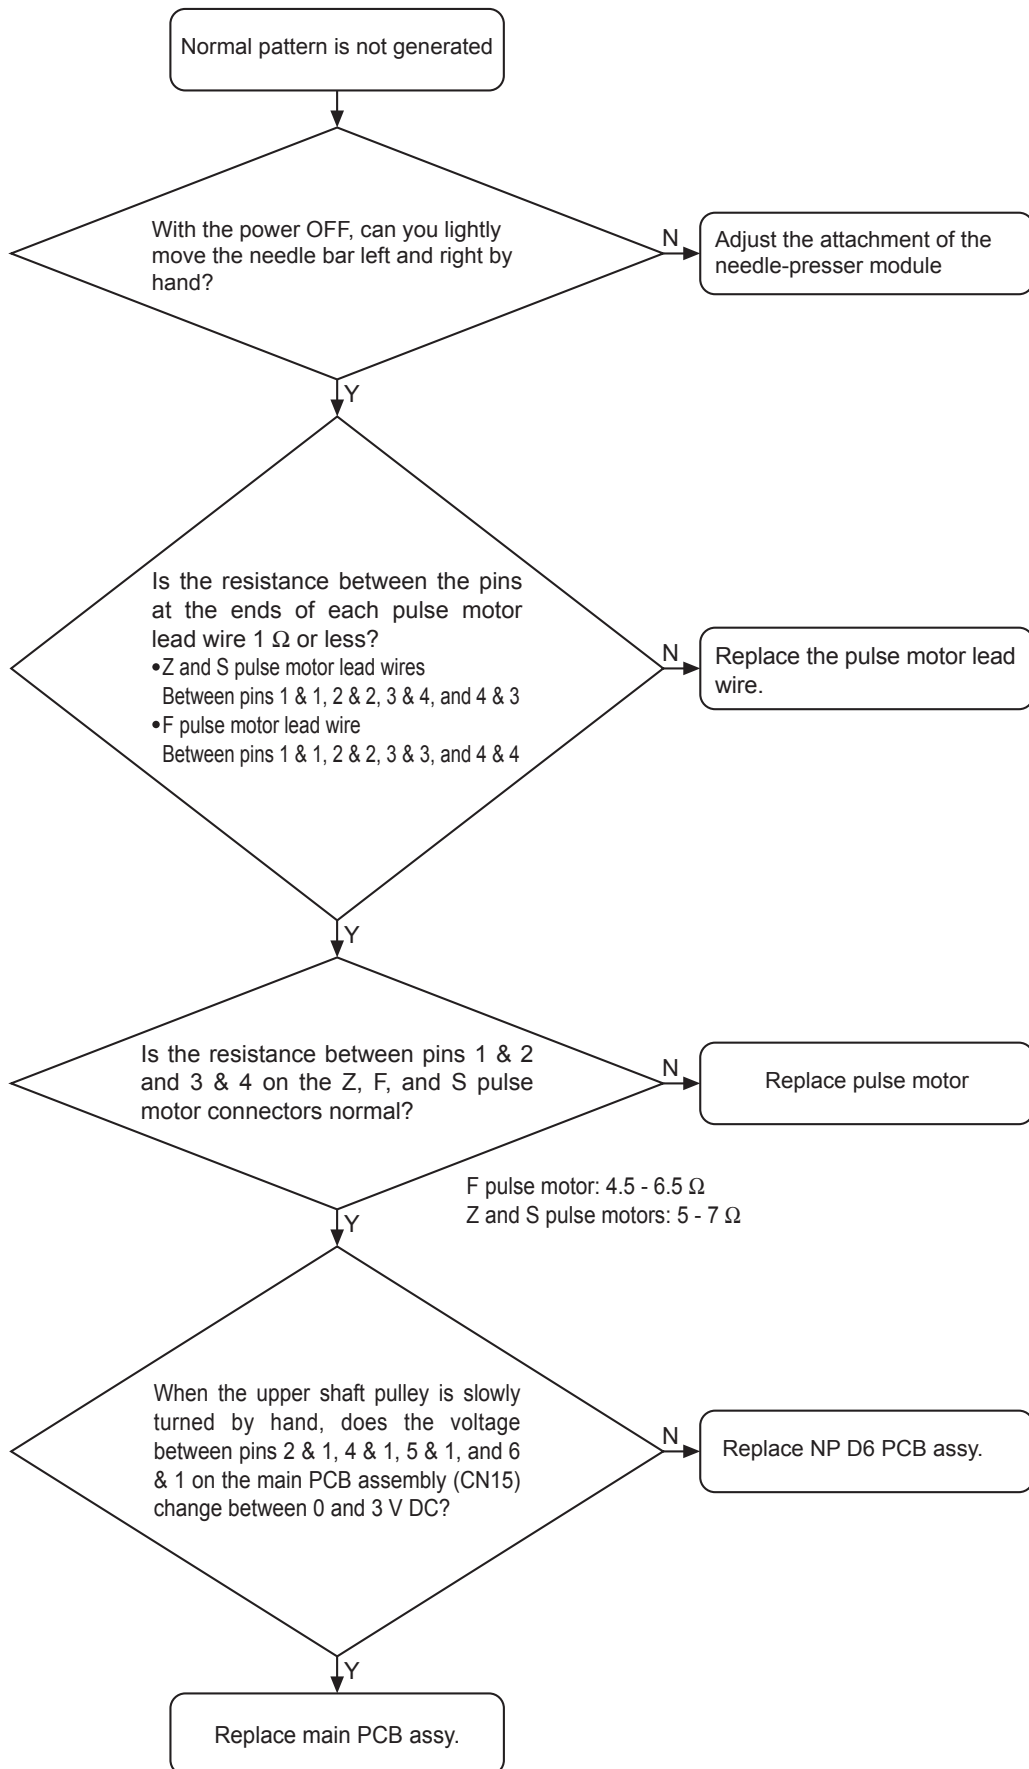 Normal pattern is not generated
With the power OFF, can you lightly
move the needle bar left and right by
hand?
N
Adjust the attachment of the
needle-presser module
Y
Is the resistance between the pins
at the ends of each pulse motor
lead wire 1 Ω or less?
•Z and S pulse motor lead wires
Between pins 1 & 1, 2 & 2, 3 & 4, and 4 & 3
•F pulse motor lead wire
Between pins 1 & 1, 2 & 2, 3 & 3, and 4 & 4
N
Replace the pulse motor lead
wire.
Y
Is the resistance between pins 1 & 2
and 3 & 4 on the Z, F, and S pulse
motor connectors normal?
N
Replace pulse motor
F pulse motor: 4.5 - 6.5 Ω
Z and S pulse motors: 5 - 7 Ω
Y
When the upper shaft pulley is slowly
turned by hand, does the voltage
between pins 2 & 1, 4 & 1, 5 & 1, and 6
& 1 on the main PCB assembly (CN15)
change between 0 and 3 V DC?
N
Replace NP D6 PCB assy.
Y
Replace main PCB assy.